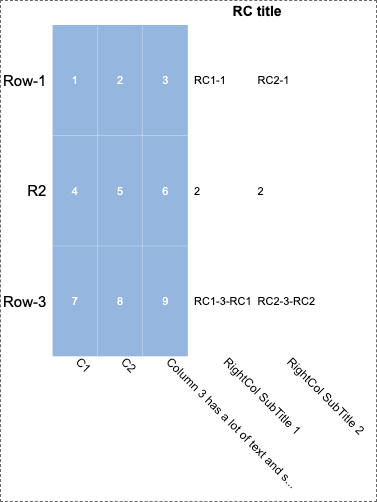 RC title
Row-1 1 2 3 RC1-1 RC2-1
R2 4 5 6 2 2
Row-3 7 8 9 RC1-3-RC1 RC2-3-RC2
C1
C2
Column 3 has a lot of text and s...
RightCol SubTitle 1
RightCol SubTitle 2